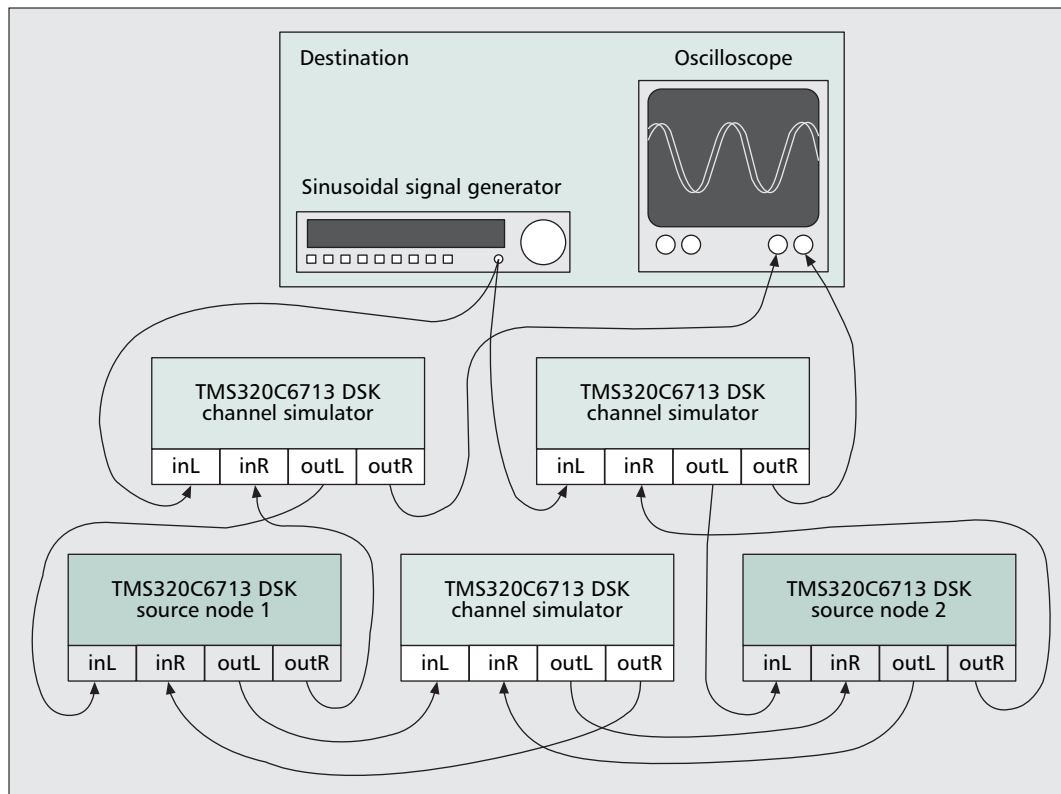 Destination
Oscilloscope
Sinusoidal signal generator
TMS320C6713 DSK
channel simulator
inL
inR
outL
outR
TMS320C6713 DSK
channel simulator
inL
inR
outL
outR
TMS320C6713 DSK
source node 1
inL
inR
outL
outR
TMS320C6713 DSK
channel simulator
inL
inR
outL
outR
TMS320C6713 DSK
source node 2
inL
inR
outL
outR